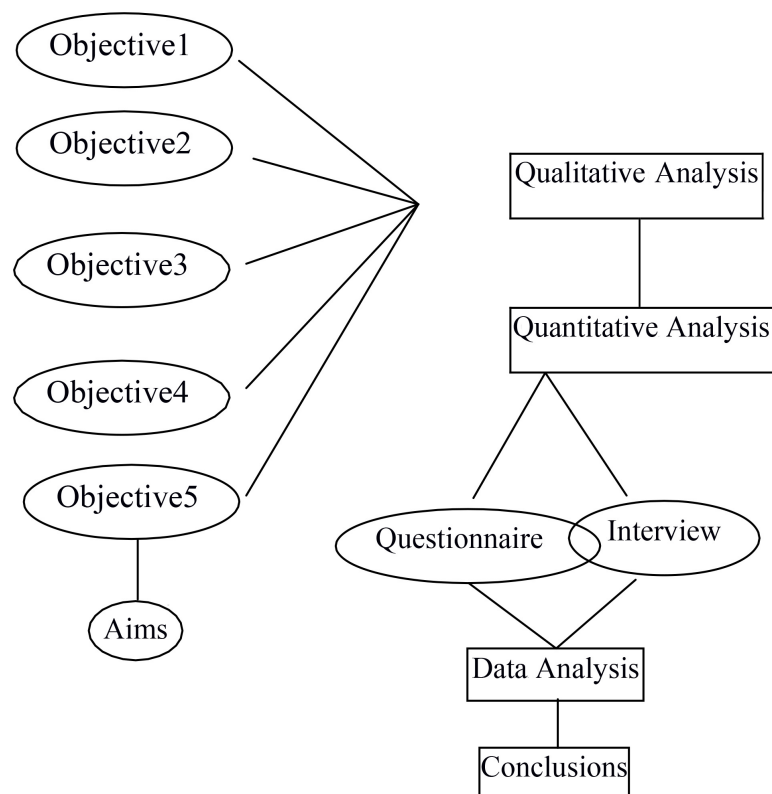 Objective1
Objective2
Objective3
Objective4
Objective5
Aims
Qualitative Analysis
Quantitative Analysis
Questionnaire
Interview
Data Analysis
Conclusions